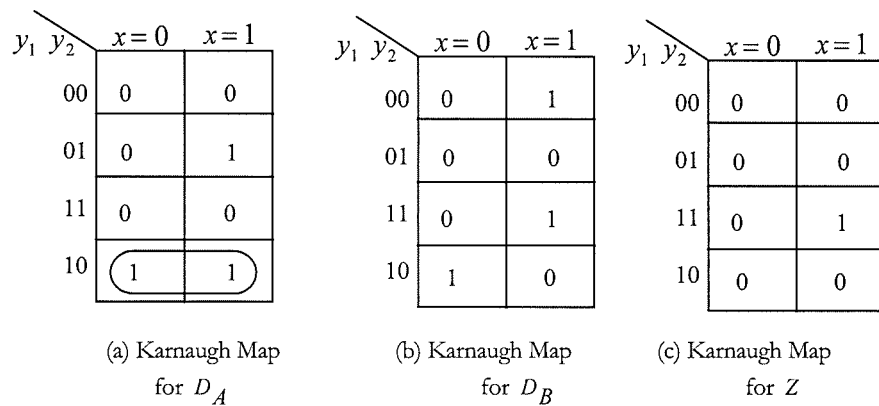 y₁ y₂ x = 0 x = 1
00 0 0
01 0 1
11 0 0
10 1 1
(a) Karnaugh Map
for D_A
y₁ y₂ x = 0 x = 1
00 0 1
01 0 0
11 0 1
10 1 0
(b) Karnaugh Map
for D_B
y₁ y₂ x = 0 x = 1
00 0 0
01 0 0
11 0 1
10 0 0
(c) Karnaugh Map
for Z